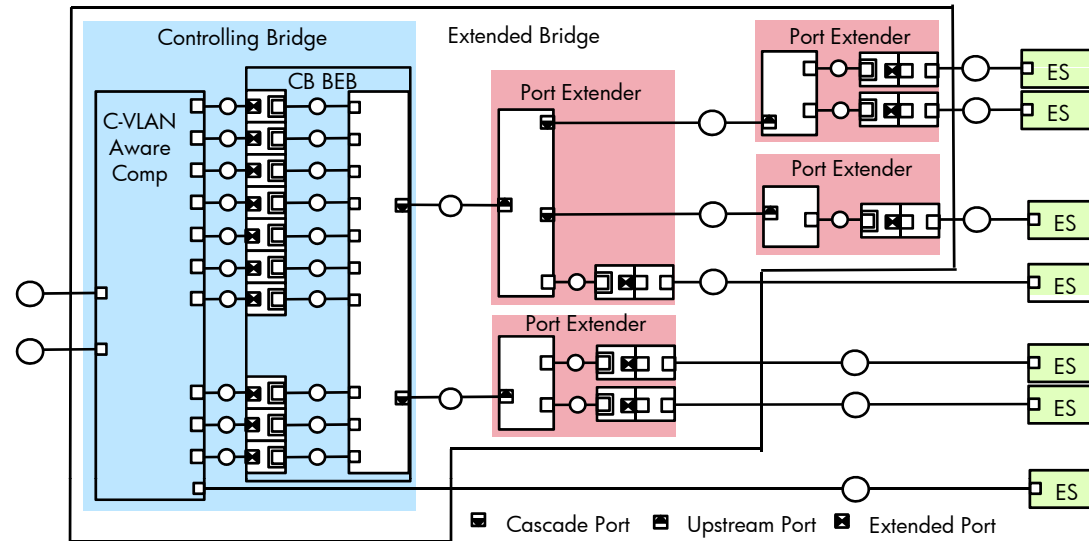 Controlling Bridge
Extended Bridge
Port Extender
CB BEB
Port Extender
C-VLAN
Aware
Comp
ES
ES
Port Extender
ES
ES
Port Extender
ES
ES
ES
Cascade Port
Upstream Port
Extended Port